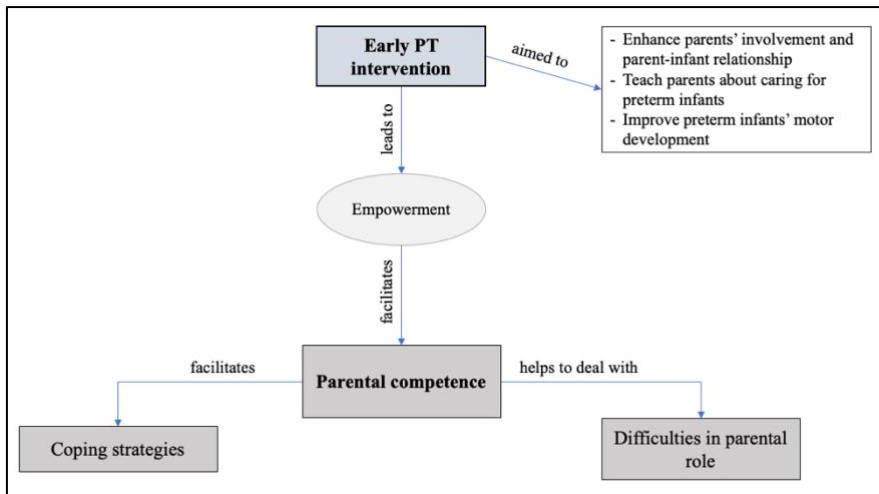 Early PT
intervention
aimed to
- Enhance parents' involvement and
parent-infant relationship
- Teach parents about caring for
preterm infants
- Improve preterm infants' motor
development
leads to
Empowerment
facilitates
facilitates
Parental competence
helps to deal with
Coping strategies
Difficulties in parental
role